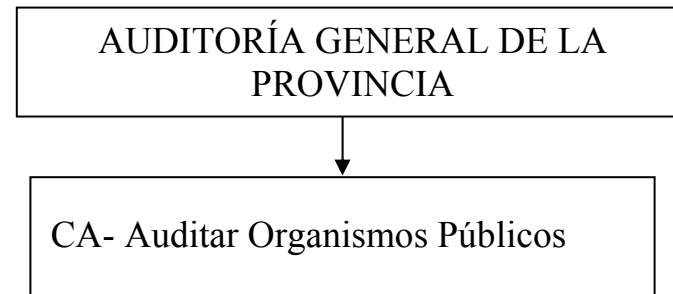 AUDITORÍA GENERAL DE LA
PROVINCIA
CA- Auditar Organismos Públicos